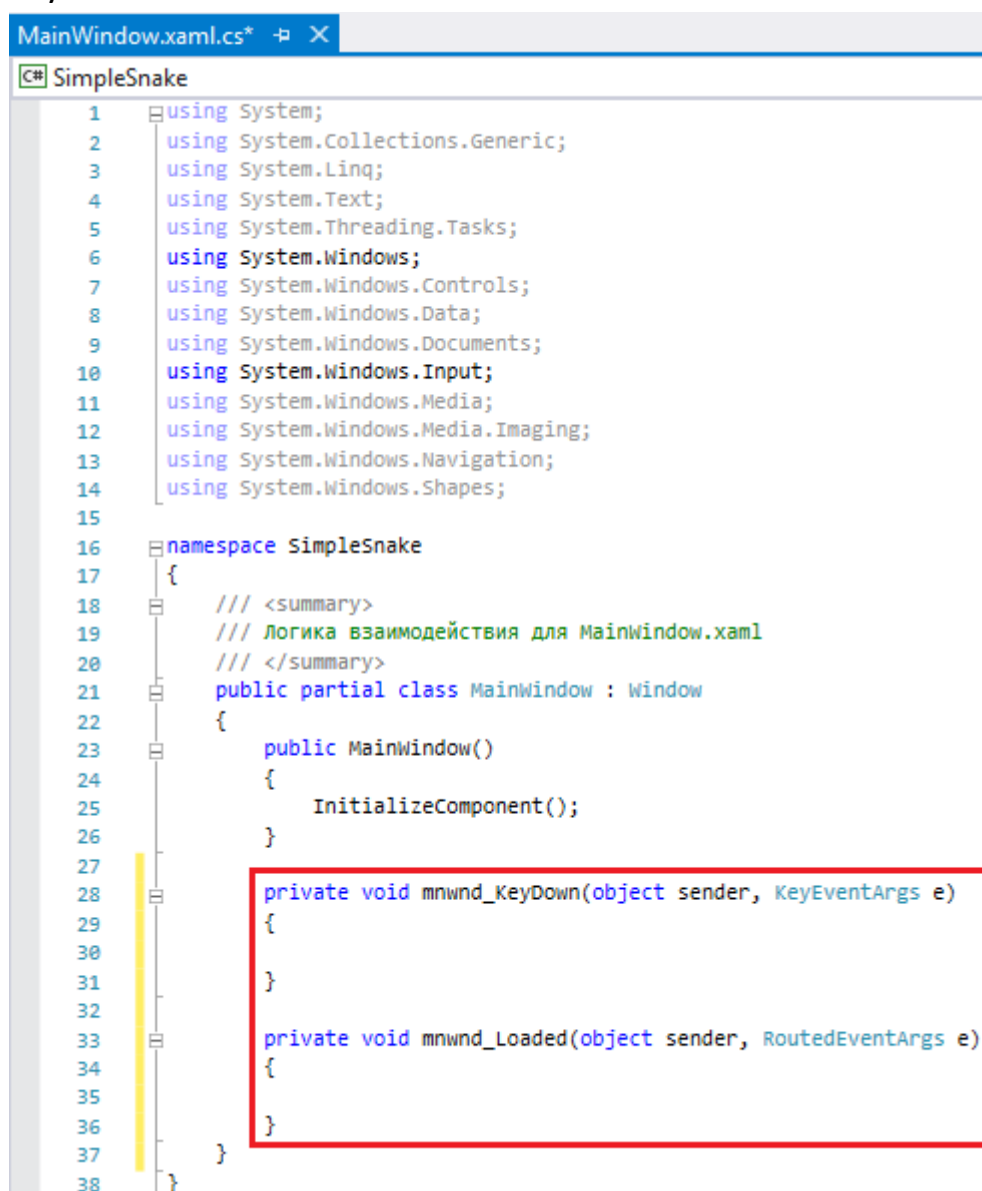 MainWindow.xaml.cs*
C# SimpleSnake
1 using System;
2 using System.Collections.Generic;
3 using System.Linq;
4 using System.Text;
5 using System.Threading.Tasks;
6 using System.Windows;
7 using System.Windows.Controls;
8 using System.Windows.Data;
9 using System.Windows.Documents;
10 using System.Windows.Input;
11 using System.Windows.Media;
12 using System.Windows.Media.Imaging;
13 using System.Windows.Navigation;
14 using System.Windows.Shapes;
15
16 namespace SimpleSnake
17 {
18 /// <summary>
19 /// Логика взаимодействия для MainWindow.xaml
20 /// </summary>
21 public partial class MainWindow : Window
22 {
23 public MainWindow()
24 {
25 InitializeComponent();
26 }
27
28 private void mnwnd_KeyDown(object sender, KeyEventArgs e)
29 {
30
31 }
32
33 private void mnwnd_Loaded(object sender, RoutedEventArgs e)
34 {
35
36 }
37 }
38 }